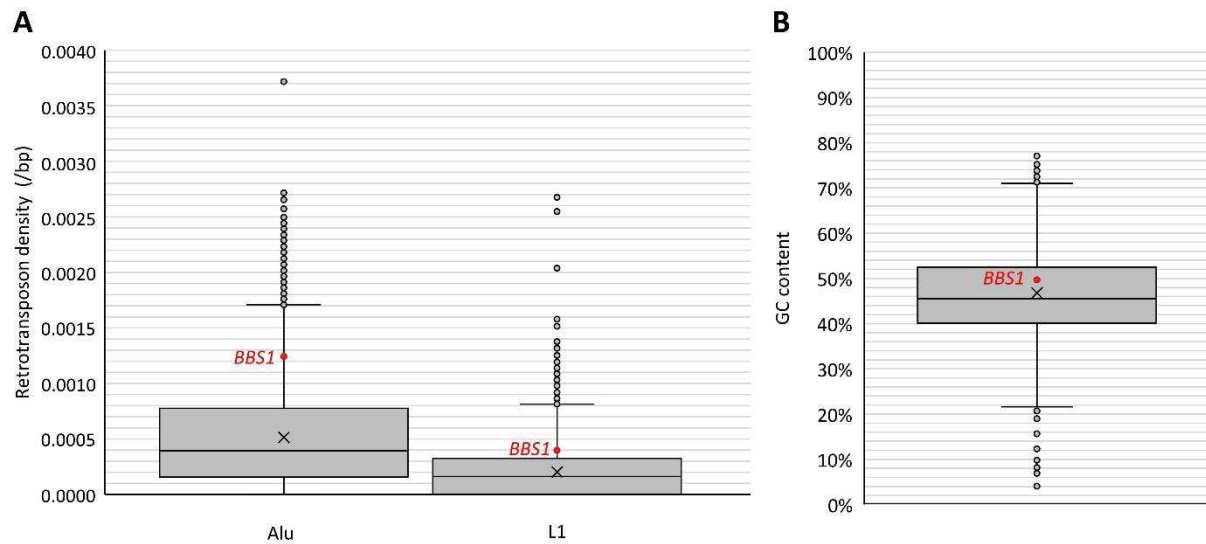 A
Retrotransposon density (/bp)
0.0040
0.0035
0.0030
0.0025
0.0020
0.0015
0.0010
0.0005
0.0000
BBS1
BBS1
Alu L1
B
GC content
100%
90%
80%
70%
60%
50%
40%
30%
20%
10%
0%
BBS1